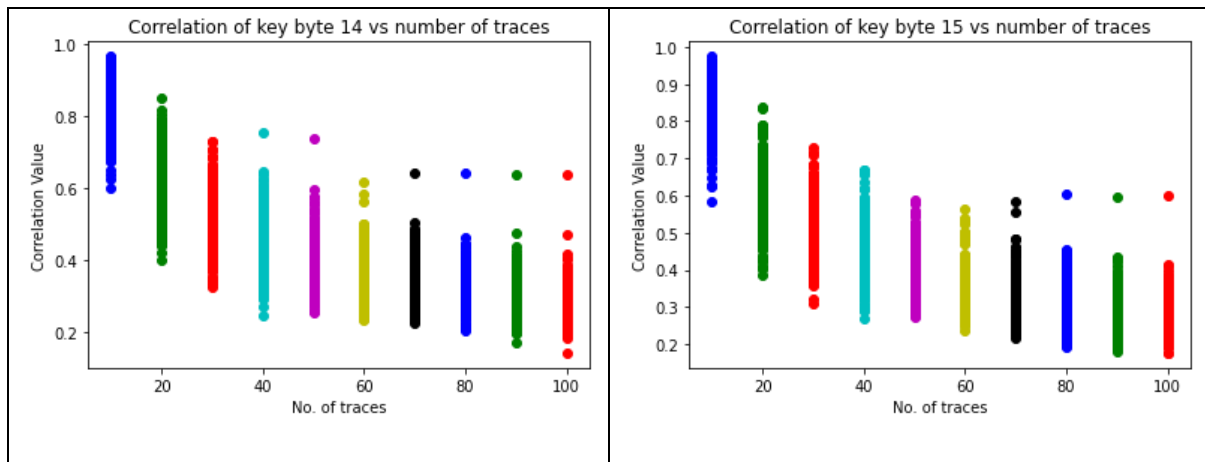 Correlation of key byte 14 vs number of traces
1.0
0.8
0.6
0.4
0.2
Correlation Value
20 40 60 80 100
No. of traces
Correlation of key byte 15 vs number of traces
1.0
0.9
0.8
0.7
0.6
0.5
0.4
0.3
0.2
Correlation Value
20 40 60 80 100
No. of traces